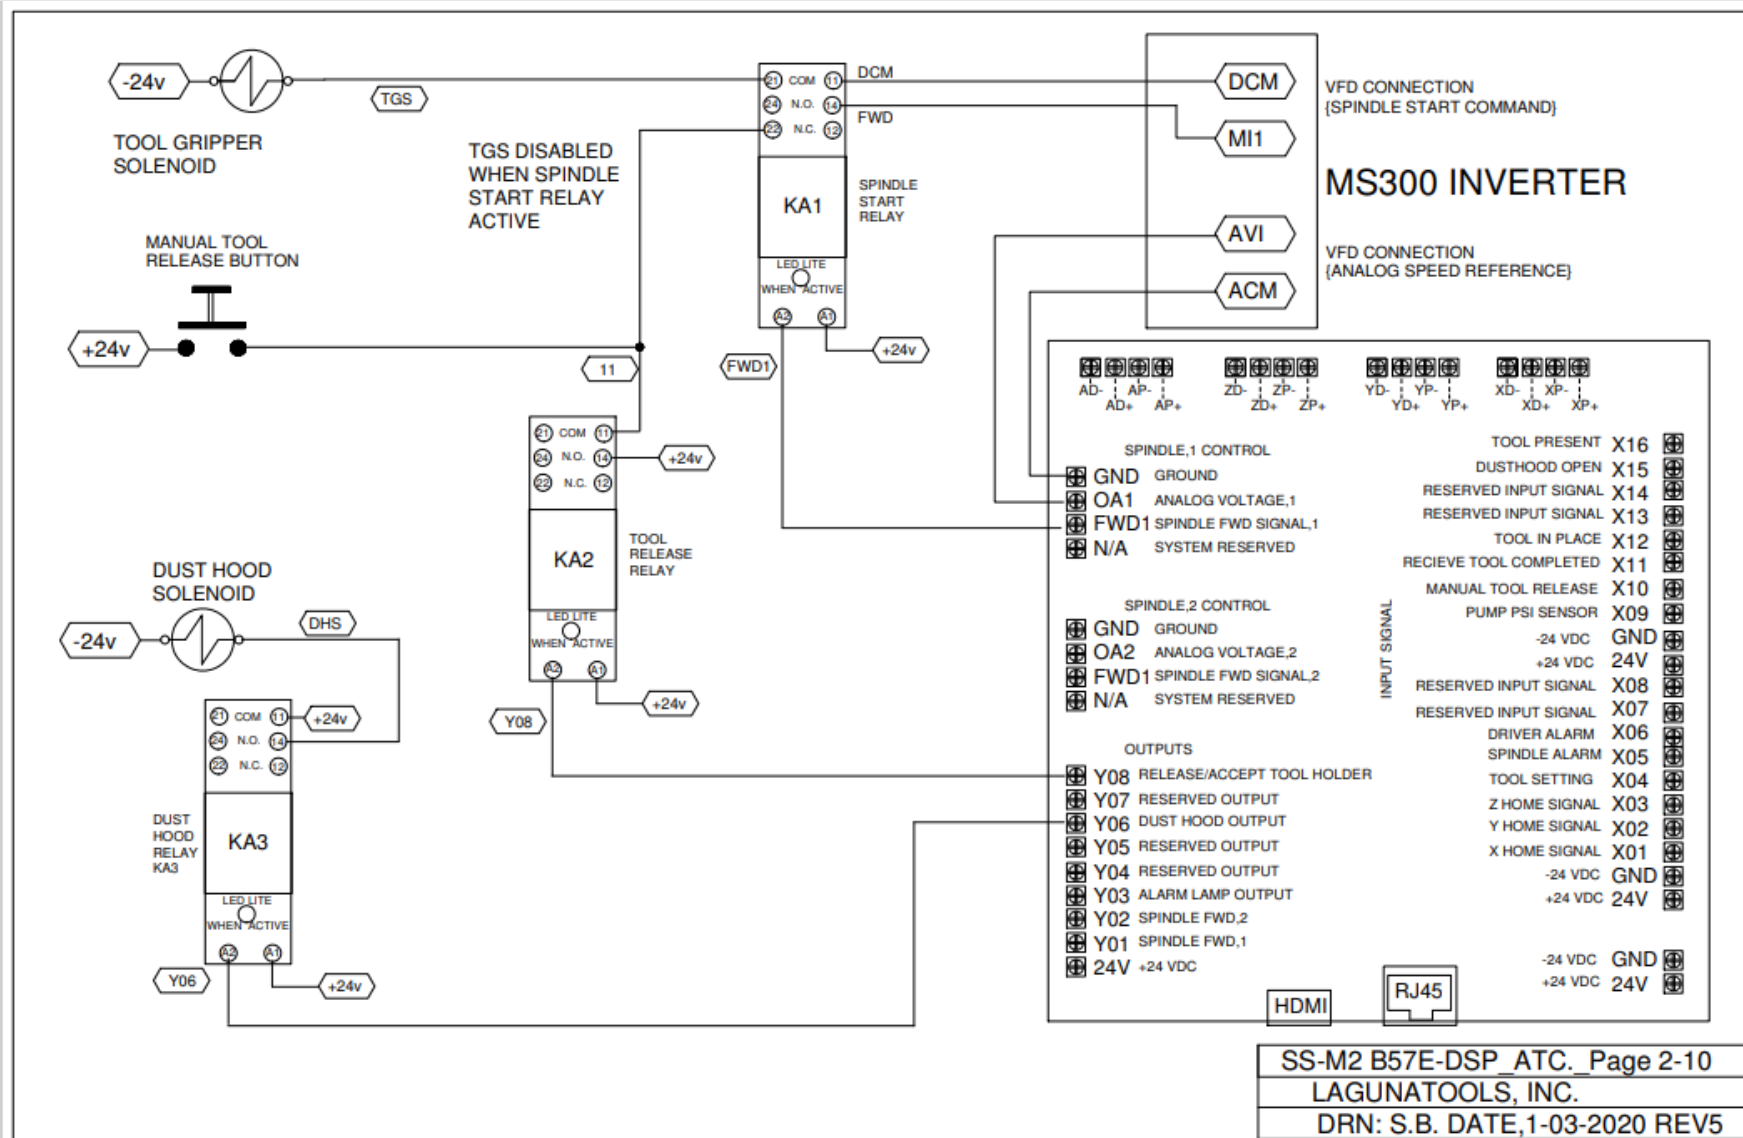 -24v
TGS
TOOL GRIPPER
SOLENOID
TGS DISABLED
WHEN SPINDLE
START RELAY
ACTIVE
MANUAL TOOL
RELEASE BUTTON
+24v
11
21 COM 11
24 N.O. 14
22 N.C. 12
DCM
FWD
KA1
SPINDLE
START
RELAY
LED LITE
WHEN ACTIVE
A2 A1
FWD1
+24v
DCM
MI1
AVI
ACM
VFD CONNECTION
{SPINDLE START COMMAND}
MS300 INVERTER
VFD CONNECTION
{ANALOG SPEED REFERENCE}
21 COM 11
24 N.O. 14
22 N.C. 12
+24v
KA2
TOOL
RELEASE
RELAY
LED LITE
WHEN ACTIVE
A2 A1
Y08
+24v
DUST HOOD
SOLENOID
-24v
DHS
21 COM 11
24 N.O. 14
22 N.C. 12
+24v
DUST
HOOD
RELAY
KA3
KA3
LED LITE
WHEN ACTIVE
A2 A1
Y06
+24v
AD- AP- ZD- ZP- YD- YP- XD- XP-
AD+ AP+ ZD+ ZP+ YD+ YP+ XD+ XP+
SPINDLE,1 CONTROL
GND GROUND
OA1 ANALOG VOLTAGE,1
FWD1 SPINDLE FWD SIGNAL,1
N/A SYSTEM RESERVED
SPINDLE,2 CONTROL
GND GROUND
OA2 ANALOG VOLTAGE,2
FWD1 SPINDLE FWD SIGNAL,2
N/A SYSTEM RESERVED
OUTPUTS
Y08 RELEASE/ACCEPT TOOL HOLDER
Y07 RESERVED OUTPUT
Y06 DUST HOOD OUTPUT
Y05 RESERVED OUTPUT
Y04 RESERVED OUTPUT
Y03 ALARM LAMP OUTPUT
Y02 SPINDLE FWD,2
Y01 SPINDLE FWD,1
24V +24 VDC
INPUT SIGNAL
TOOL PRESENT X16
DUSTHOOD OPEN X15
RESERVED INPUT SIGNAL X14
RESERVED INPUT SIGNAL X13
TOOL IN PLACE X12
RECIEVE TOOL COMPLETED X11
MANUAL TOOL RELEASE X10
PUMP PSI SENSOR X09
-24 VDC GND
+24 VDC 24V
RESERVED INPUT SIGNAL X08
RESERVED INPUT SIGNAL X07
DRIVER ALARM X06
SPINDLE ALARM X05
TOOL SETTING X04
Z HOME SIGNAL X03
Y HOME SIGNAL X02
X HOME SIGNAL X01
-24 VDC GND
+24 VDC 24V
-24 VDC GND
+24 VDC 24V
HDMI
RJ45
SS-M2 B57E-DSP_ATC._Page 2-10
LAGUNATOOLS, INC.
DRN: S.B. DATE,1-03-2020 REV5